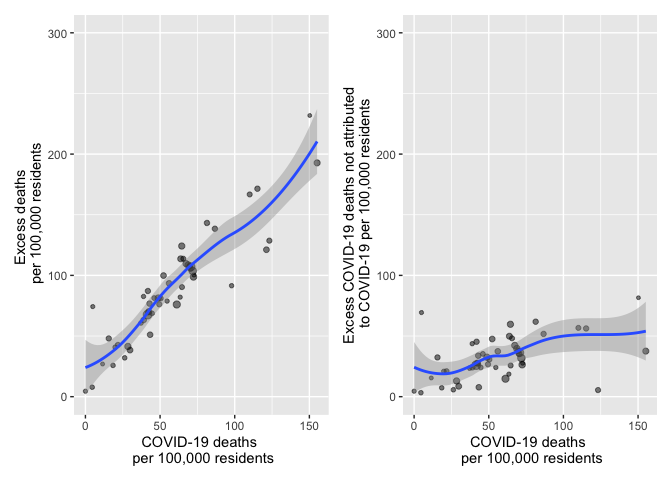 300
200
100
0
0
50
100
150
Excess deaths
per 100,000 residents
COVID-19 deaths
per 100,000 residents
300
200
100
0
0
50
100
150
Excess COVID-19 deaths not attributed
to COVID-19 per 100,000 residents
COVID-19 deaths
per 100,000 residents